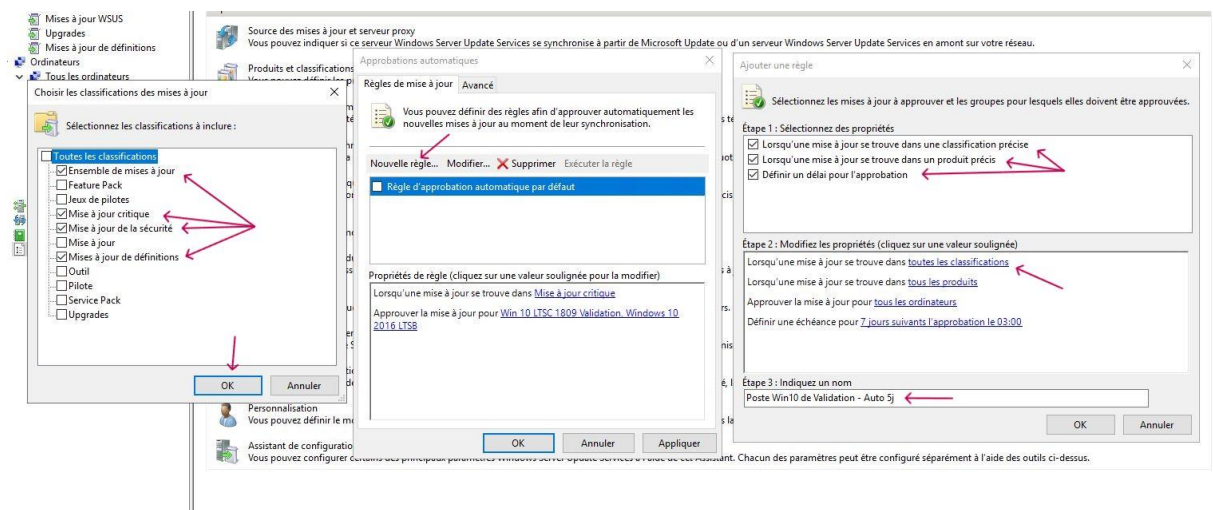 Mises à jour WSUS
Upgrades
Mises à jour de définitions
Ordinateurs
Tous les ordinateurs
Choisir les classifications des mises à jour
Sélectionnez les classifications à inclure :
Toutes les classifications
Ensemble de mises à jour
Feature Pack
Jeux de pilotes
Mise à jour critique
Mise à jour de la sécurité
Mise à jour
Mises à jour de définitions
Outil
Pilote
Service Pack
Upgrades
OK Annuler
Source des mises à jour et serveur proxy
Vous pouvez indiquer si ce serveur Windows Server Update Services se synchronise à partir de Microsoft Update ou d'un serveur Windows Server Update Services en amont sur votre réseau.
Produits et classifications
Approbations automatiques
Règles de mise à jour Avancé
Vous pouvez définir des règles afin d'approuver automatiquement les
nouvelles mises à jour au moment de leur synchronisation.
Nouvelle règle... Modifier... Supprimer Exécuter la règle
Règle d'approbation automatique par défaut
Propriétés de règle (cliquez sur une valeur soulignée pour la modifier)
Lorsqu'une mise à jour se trouve dans Mise à jour critique
Approuver la mise à jour pour Win 10 LTSC 1809 Validation. Windows 10
2016 LTSB
OK Annuler Appliquer
Ajouter une règle
Sélectionnez les mises à jour à approuver et les groupes pour lesquels elles doivent être approuvées.
Étape 1 : Sélectionnez des propriétés
Lorsqu'une mise à jour se trouve dans une classification précise
Lorsqu'une mise à jour se trouve dans un produit précis
Définir un délai pour l'approbation
Étape 2 : Modifiez les propriétés (cliquez sur une valeur soulignée)
Lorsqu'une mise à jour se trouve dans toutes les classifications
Lorsqu'une mise à jour se trouve dans tous les produits
Approuver la mise à jour pour tous les ordinateurs
Définir une échéance pour 7 jours suivants l'approbation le 03:00
Étape 3 : Indiquez un nom
Poste Win10 de Validation - Auto 5j
OK Annuler
Personnalisation
Vous pouvez définir le
Assistant de
Vous pouvez configurer certains des principaux paramètres Windows Server Update Services à l'aide de cet Assistant. Chacun des paramètres peut être configuré séparément à l'aide des outils ci-dessus.